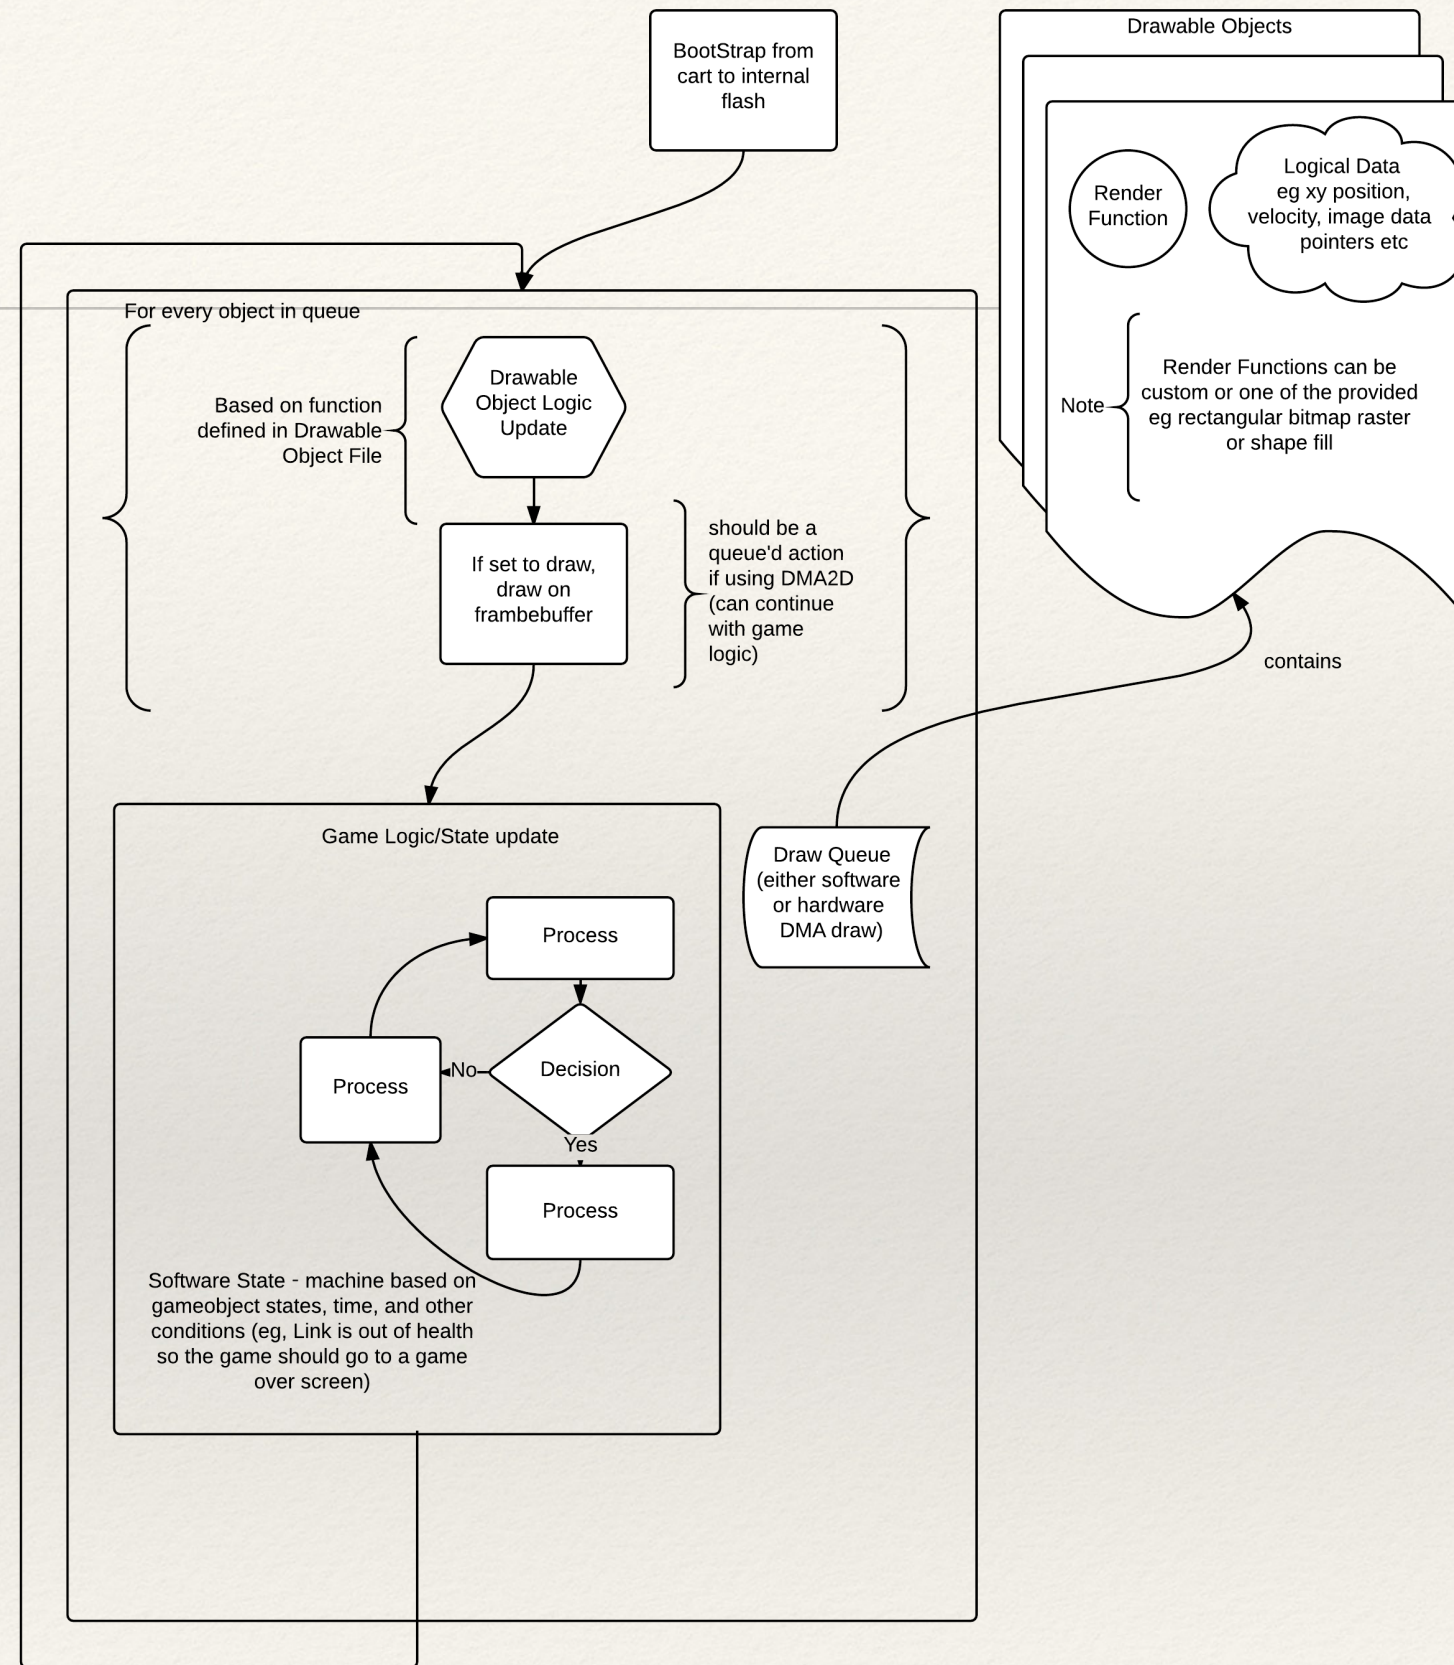 BootStrap from
cart to internal
flash
Drawable Objects
Render
Function
Logical Data
eg xy position,
velocity, image data
pointers etc
Note
Render Functions can be
custom or one of the provided
eg rectangular bitmap raster
or shape fill
contains
For every object in queue
Based on function
defined in Drawable
Object File
Drawable
Object Logic
Update
If set to draw,
draw on
frambebuffer
should be a
queue'd action
if using DMA2D
(can continue
with game
logic)
Game Logic/State update
Draw Queue
(either software
or hardware
DMA draw)
Process
Decision
No
Process
Yes
Process
Software State - machine based on
gameobject states, time, and other
conditions (eg, Link is out of health
so the game should go to a game
over screen)